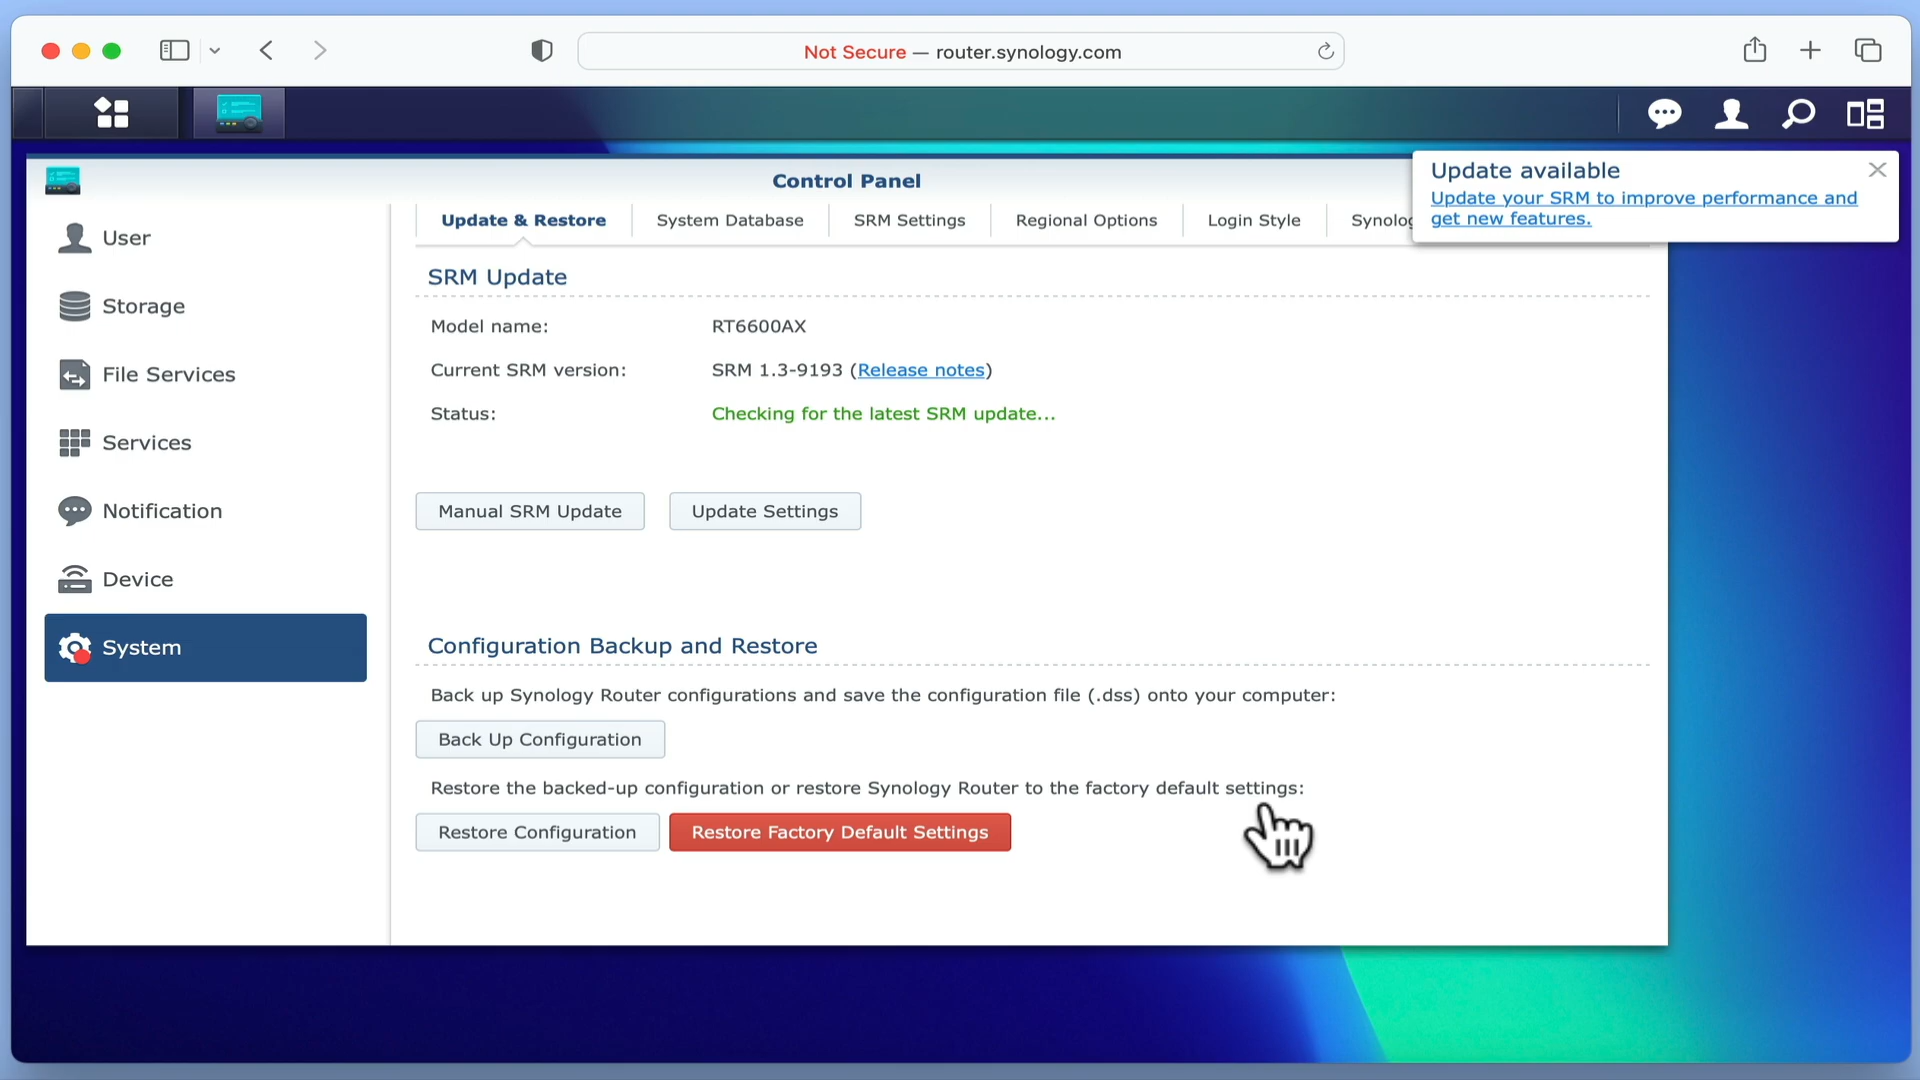 Not Secure — router.synology.com
Control Panel
Update available
Update your SRM to improve performance and
get new features.
User
Storage
File Services
Services
Notification
Device
System
Update & Restore
System Database
SRM Settings
Regional Options
Login Style
Synolog
SRM Update
Model name:
RT6600AX
Current SRM version:
SRM 1.3-9193 (Release notes)
Status:
Checking for the latest SRM update...
Manual SRM Update
Update Settings
Configuration Backup and Restore
Back up Synology Router configurations and save the configuration file (.dss) onto your computer:
Back Up Configuration
Restore the backed-up configuration or restore Synology Router to the factory default settings:
Restore Configuration
Restore Factory Default Settings